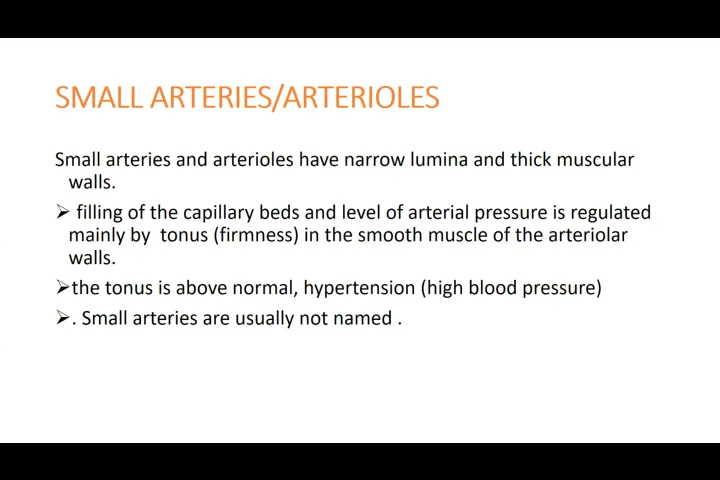 SMALL ARTERIES/ARTERIOLES
Small arteries and arterioles have narrow lumina and thick muscular
walls.
➢ filling of the capillary beds and level of arterial pressure is regulated
mainly by tonus (firmness) in the smooth muscle of the arteriolar
walls.
➢the tonus is above normal, hypertension (high blood pressure)
➢. Small arteries are usually not named .